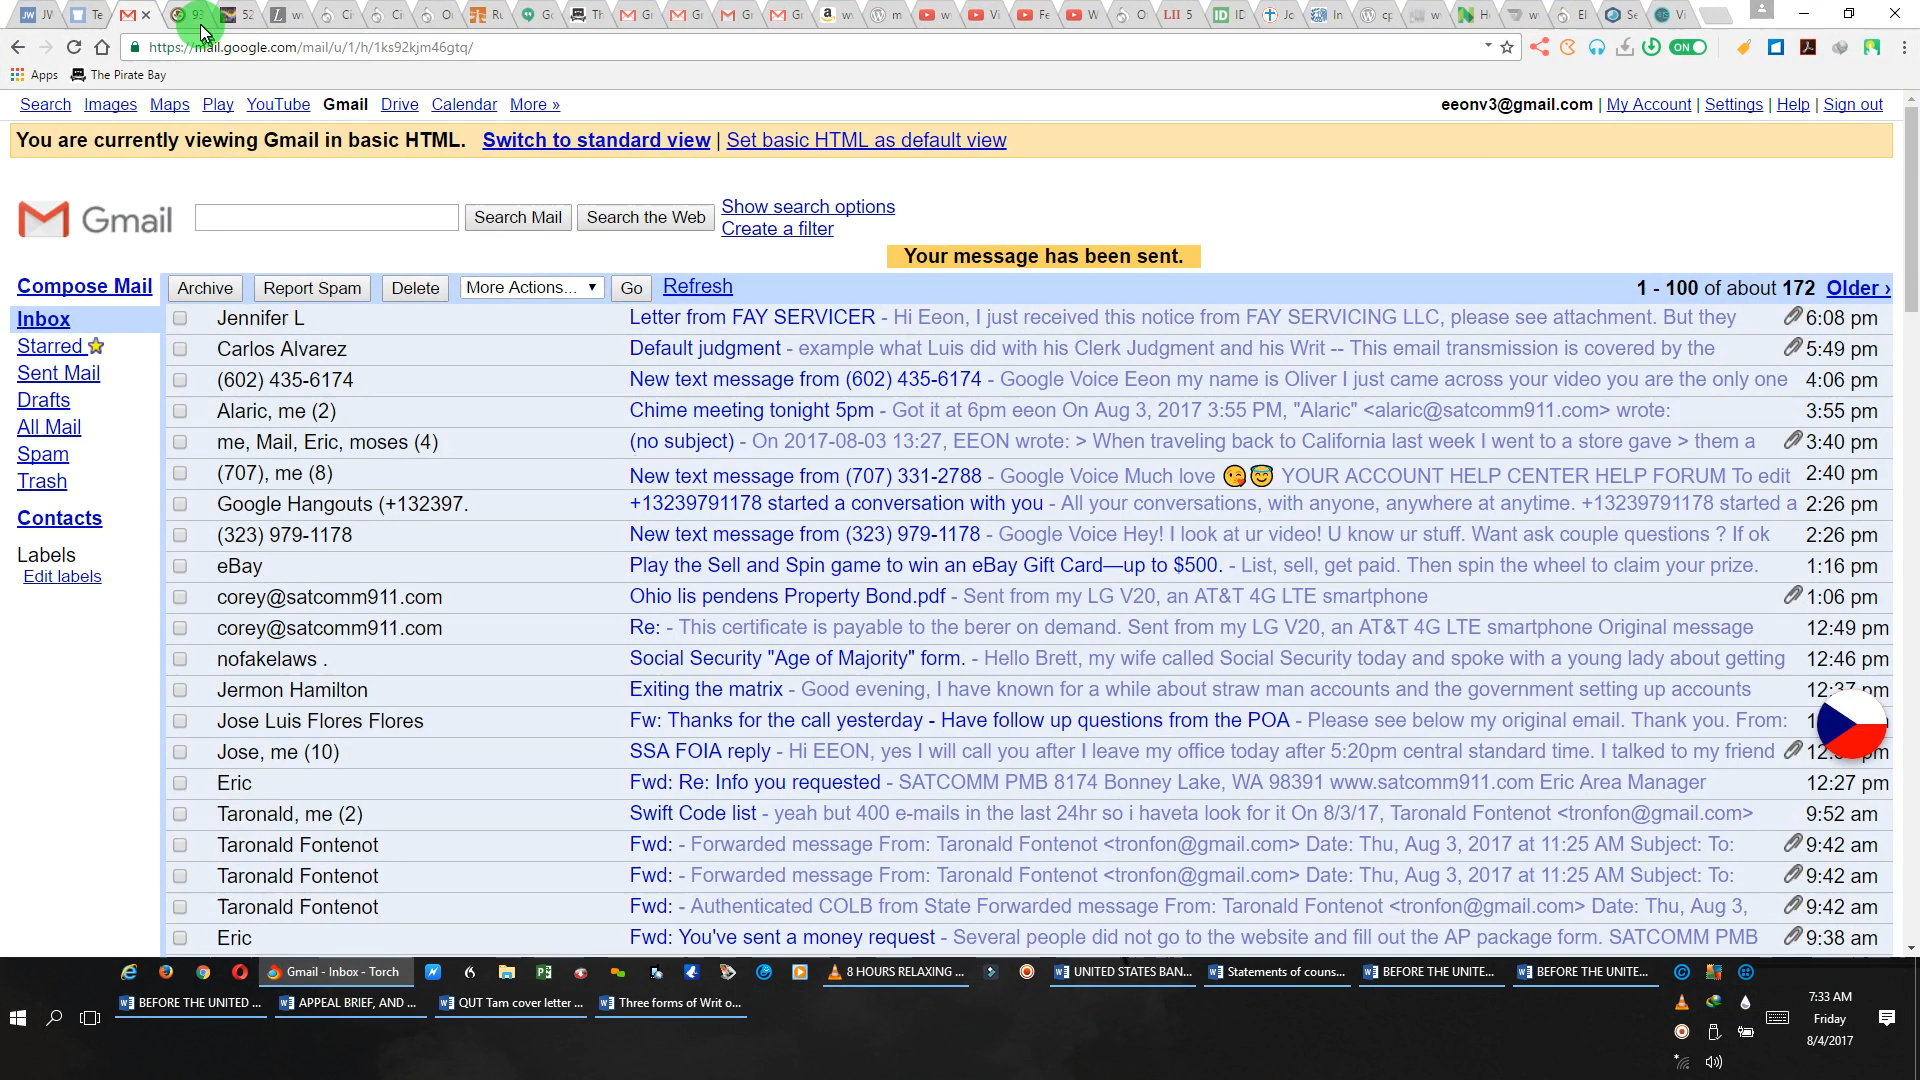 JW
Te
93
52
w
Ci
Ci
O
Ru
Go
Th
G
G
G
G
w
m
w
Vi
Fe
W
O
LII 5
ID
Jo
In
cp
w
H
w
El
Se
Vi
https://mail.google.com/mail/u/1/h/1ks92kjm46gtq/
ON
Apps The Pirate Bay
Search Images Maps Play YouTube Gmail Drive Calendar More »
eeonv3@gmail.com | My Account | Settings | Help | Sign out
You are currently viewing Gmail in basic HTML. Switch to standard view | Set basic HTML as default view
Gmail
Search Mail Search the Web
Show search options
Create a filter
Your message has been sent.
Compose Mail
Inbox
Starred
Sent Mail
Drafts
All Mail
Spam
Trash
Contacts
Labels
Edit labels
Archive Report Spam Delete More Actions... Go Refresh 1 - 100 of about 172 Older ›
Jennifer L Letter from FAY SERVICER - Hi Eeon, I just received this notice from FAY SERVICING LLC, please see attachment. But they 6:08 pm
Carlos Alvarez Default judgment - example what Luis did with his Clerk Judgment and his Writ -- This email transmission is covered by the 5:49 pm
(602) 435-6174 New text message from (602) 435-6174 - Google Voice Eeon my name is Oliver I just came across your video you are the only one 4:06 pm
Alaric, me (2) Chime meeting tonight 5pm - Got it at 6pm eeon On Aug 3, 2017 3:55 PM, "Alaric" <alaric@satcomm911.com> wrote: 3:55 pm
me, Mail, Eric, moses (4) (no subject) - On 2017-08-03 13:27, EEON wrote: > When traveling back to California last week I went to a store gave > them a 3:40 pm
(707), me (8) New text message from (707) 331-2788 - Google Voice Much love 😘😇 YOUR ACCOUNT HELP CENTER HELP FORUM To edit 2:40 pm
Google Hangouts (+132397. +13239791178 started a conversation with you - All your conversations, with anyone, anywhere at anytime. +13239791178 started a 2:26 pm
(323) 979-1178 New text message from (323) 979-1178 - Google Voice Hey! I look at ur video! U know ur stuff. Want ask couple questions ? If ok 2:26 pm
eBay Play the Sell and Spin game to win an eBay Gift Card—up to $500. - List, sell, get paid. Then spin the wheel to claim your prize. 1:16 pm
corey@satcomm911.com Ohio lis pendens Property Bond.pdf - Sent from my LG V20, an AT&T 4G LTE smartphone 1:06 pm
corey@satcomm911.com Re: - This certificate is payable to the berer on demand. Sent from my LG V20, an AT&T 4G LTE smartphone Original message 12:49 pm
nofakelaws . Social Security "Age of Majority" form. - Hello Brett, my wife called Social Security today and spoke with a young lady about getting 12:46 pm
Jermon Hamilton Exiting the matrix - Good evening, I have known for a while about straw man accounts and the government setting up accounts 12:37 pm
Jose Luis Flores Flores Fw: Thanks for the call yesterday - Have follow up questions from the POA - Please see below my original email. Thank you. From:
Jose, me (10) SSA FOIA reply - Hi EEON, yes I will call you after I leave my office today after 5:20pm central standard time. I talked to my friend
Eric Fwd: Re: Info you requested - SATCOMM PMB 8174 Bonney Lake, WA 98391 www.satcomm911.com Eric Area Manager 12:27 pm
Taronald, me (2) Swift Code list - yeah but 400 e-mails in the last 24hr so i haveta look for it On 8/3/17, Taronald Fontenot <tronfon@gmail.com> 9:52 am
Taronald Fontenot Fwd: - Forwarded message From: Taronald Fontenot <tronfon@gmail.com> Date: Thu, Aug 3, 2017 at 11:25 AM Subject: To: 9:42 am
Taronald Fontenot Fwd: - Forwarded message From: Taronald Fontenot <tronfon@gmail.com> Date: Thu, Aug 3, 2017 at 11:25 AM Subject: To: 9:42 am
Taronald Fontenot Fwd: - Authenticated COLB from State Forwarded message From: Taronald Fontenot <tronfon@gmail.com> Date: Thu, Aug 3, 9:42 am
Eric Fwd: You've sent a money request - Several people did not go to the website and fill out the AP package form. SATCOMM PMB 9:38 am
Gmail - Inbox - Torch
8 HOURS RELAXING ...
UNITED STATES BAN...
Statements of couns...
BEFORE THE UNITE...
BEFORE THE UNITE...
BEFORE THE UNITED ...
APPEAL BRIEF, AND ...
QUT Tam cover letter ...
Three forms of Writ o...
7:33 AM
Friday
8/4/2017